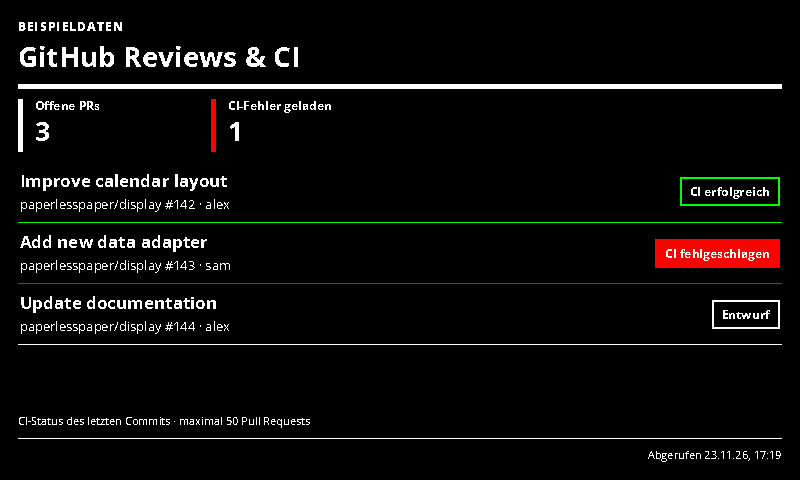 BEISPIELDATEN
GitHub Reviews & CI
Offene PRs
3
CI-Fehler geladen
1
Improve calendar layout
paperlesspaper/display #142 · alex
CI erfolgreich
Add new data adapter
paperlesspaper/display #143 · sam
CI fehlgeschlagen
Update documentation
paperlesspaper/display #144 · alex
Entwurf
CI-Status des letzten Commits · maximal 50 Pull Requests
Abgerufen 23.11.26, 17:19